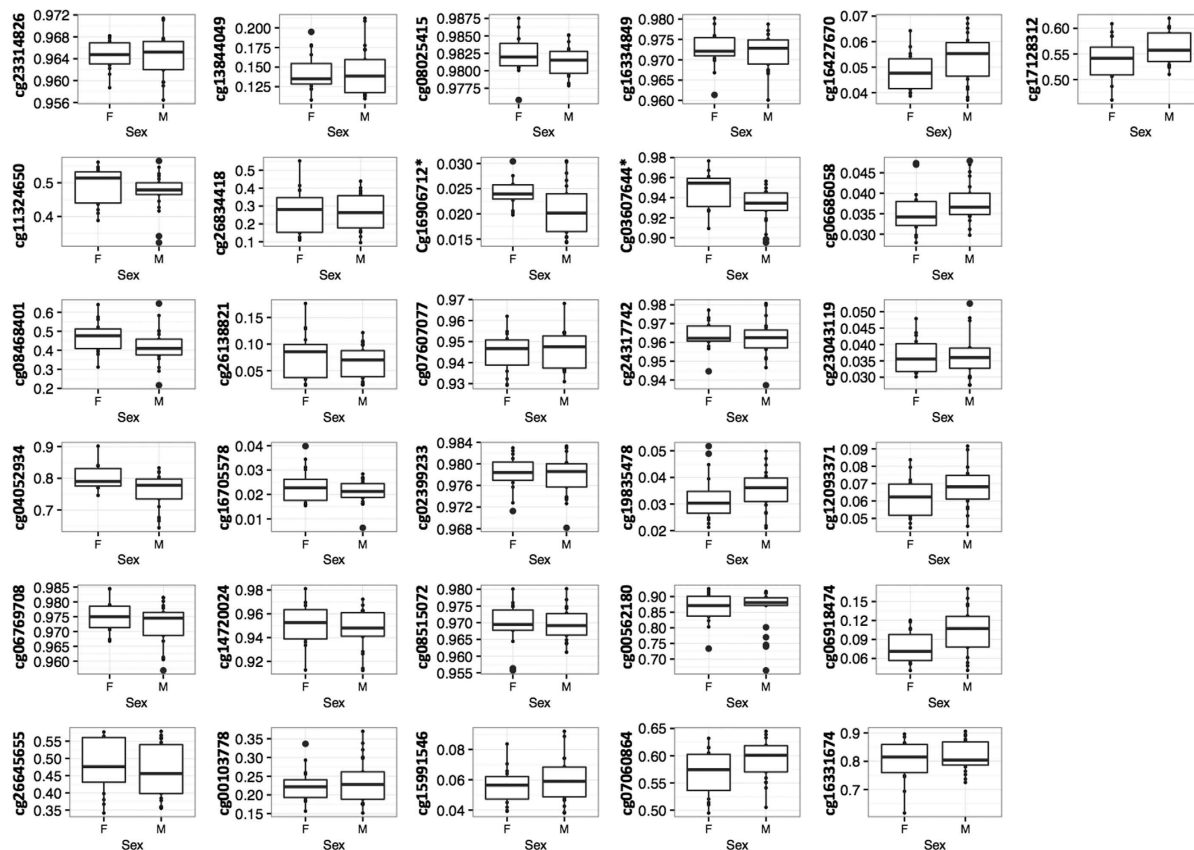 cg23314826 0.972 0.968 0.964 0.960 0.956 F M Sex
cg13844049 0.200 0.175 0.150 0.125 F M Sex
cg08025415 0.9875 0.9850 0.9825 0.9800 0.9775 F M Sex
cg16334849 0.980 0.975 0.970 0.965 0.960 F M Sex
cg16427670 0.07 0.06 0.05 0.04 F M Sex)
cg17128312 0.60 0.55 0.50 F M Sex
cg11324650 0.5 0.4 F M Sex
cg26834418 0.5 0.4 0.3 0.2 0.1 F M Sex
Cg16906712* 0.030 0.025 0.020 0.015 F M Sex
Cg03607644* 0.98 0.96 0.94 0.92 0.90 F M Sex
cg06686058 0.045 0.040 0.035 0.030 F M Sex
cg08468401 0.6 0.5 0.4 0.3 0.2 F M Sex
cg26138821 0.15 0.10 0.05 F M Sex
cg07607077 0.97 0.96 0.95 0.94 0.93 F M Sex
cg24317742 0.98 0.97 0.96 0.95 0.94 F M Sex
cg23043119 0.050 0.045 0.040 0.035 0.030 F M Sex
cg04052934 0.9 0.8 0.7 F M Sex
cg16705578 0.04 0.03 0.02 0.01 F M Sex
cg02399233 0.984 0.980 0.976 0.972 0.968 F M Sex
cg19835478 0.05 0.04 0.03 0.02 F M Sex
cg12093371 0.09 0.08 0.07 0.06 0.05 F M Sex
cg06769708 0.985 0.980 0.975 0.970 0.965 0.960 F M Sex
cg14720024 0.98 0.96 0.94 0.92 F M Sex
cg08515072 0.980 0.975 0.970 0.965 0.960 0.955 F M Sex
cg00562180 0.90 0.85 0.80 0.75 0.70 F M Sex
cg06918474 0.15 0.12 0.09 0.06 F M Sex
cg26645655 0.55 0.50 0.45 0.40 0.35 F M Sex
cg00103778 0.35 0.30 0.25 0.20 0.15 F M Sex
cg15991546 0.08 0.06 0.04 F M Sex
cg07060864 0.65 0.60 0.55 0.50 F M Sex
cg16331674 0.9 0.8 0.7 F M Sex